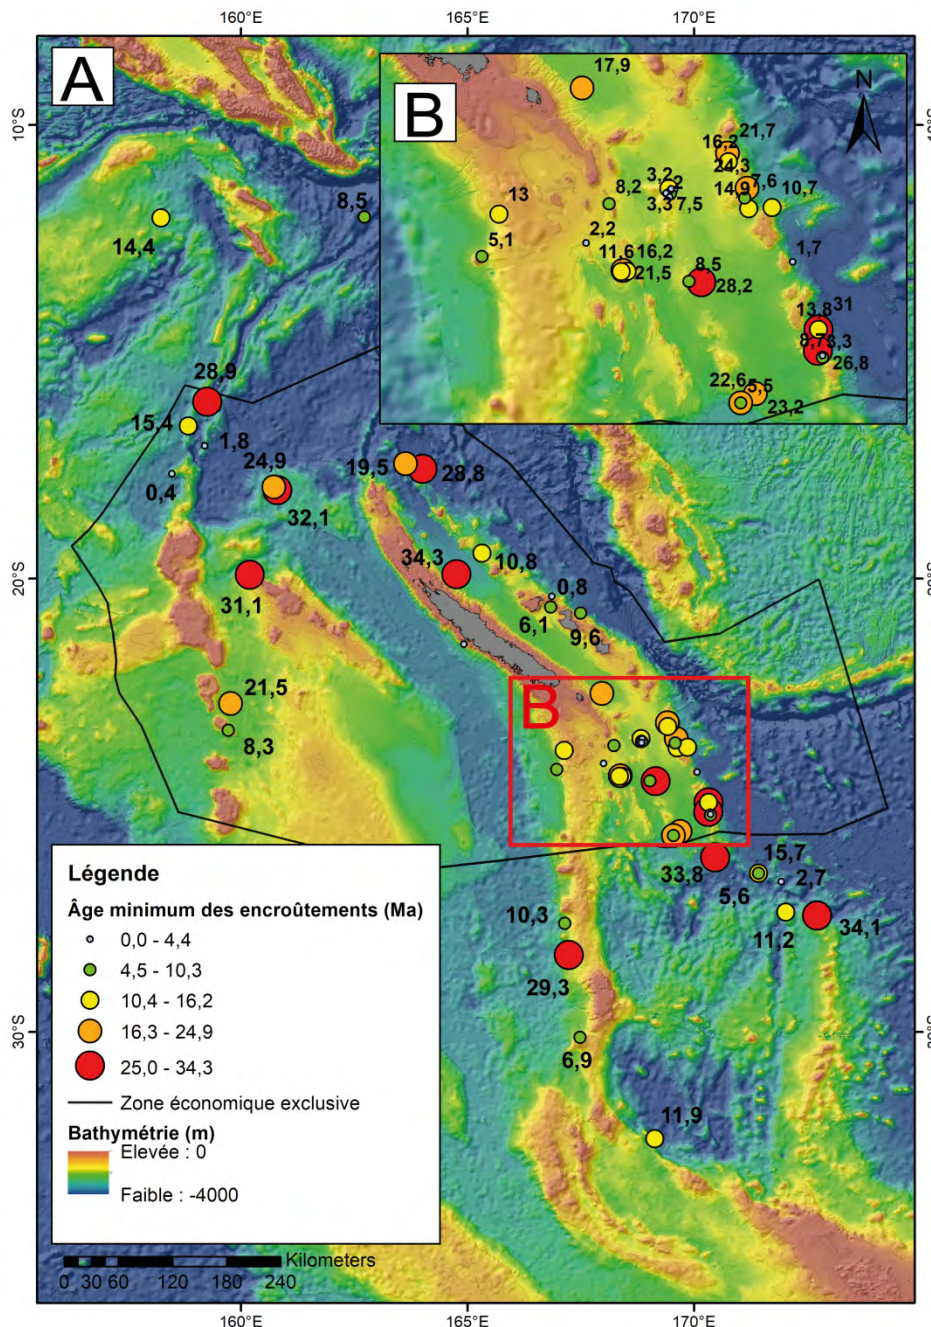 160°E 165°E 170°E
A
B
N
17,9
21,7
16,2
24,3
7,6
14,9
10,7
3,2
2
8,2
3,3
7,5
13
2,2
5,1
11,6
16,2
21,5
8,5
28,2
1,7
13,8
31
8,7
3,3
26,8
22,6
5,5
23,2
10°S
8,5
14,4
28,9
15,4
1,8
0,4
24,9
32,1
19,5
28,8
34,3
10,8
31,1
0,8
6,1
9,6
20°S
21,5
8,3
B
33,8
15,7
5,6
2,7
11,2
34,1
10,3
29,3
6,9
11,9
30°S
Légende
Âge minimum des encroûtements (Ma)
0,0 - 4,4
4,5 - 10,3
10,4 - 16,2
16,3 - 24,9
25,0 - 34,3
Zone économique exclusive
Bathymétrie (m)
Elevée : 0
Faible : -4000
Kilometers
0 30 60 120 180 240
160°E 165°E 170°E